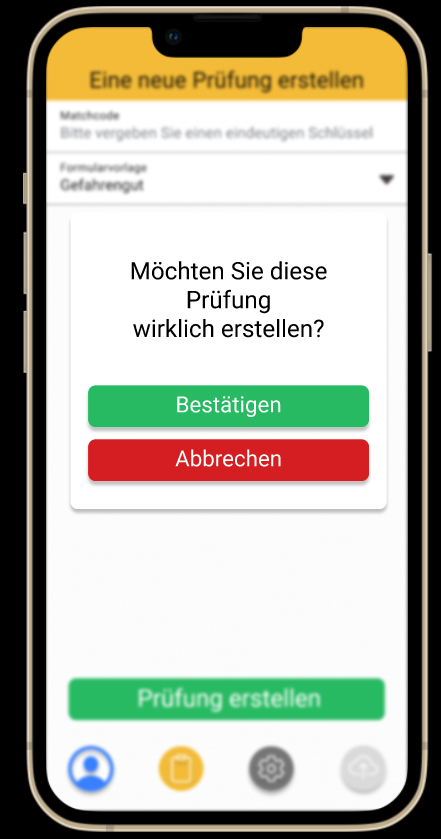 Eine neue Prüfung erstellen
Matchcode
Bitte vergeben Sie einen eindeutigen Schlüssel
Formularvorlage
Gefahrengut
Möchten Sie diese
Prüfung
wirklich erstellen?
Bestätigen
Abbrechen
Prüfung erstellen